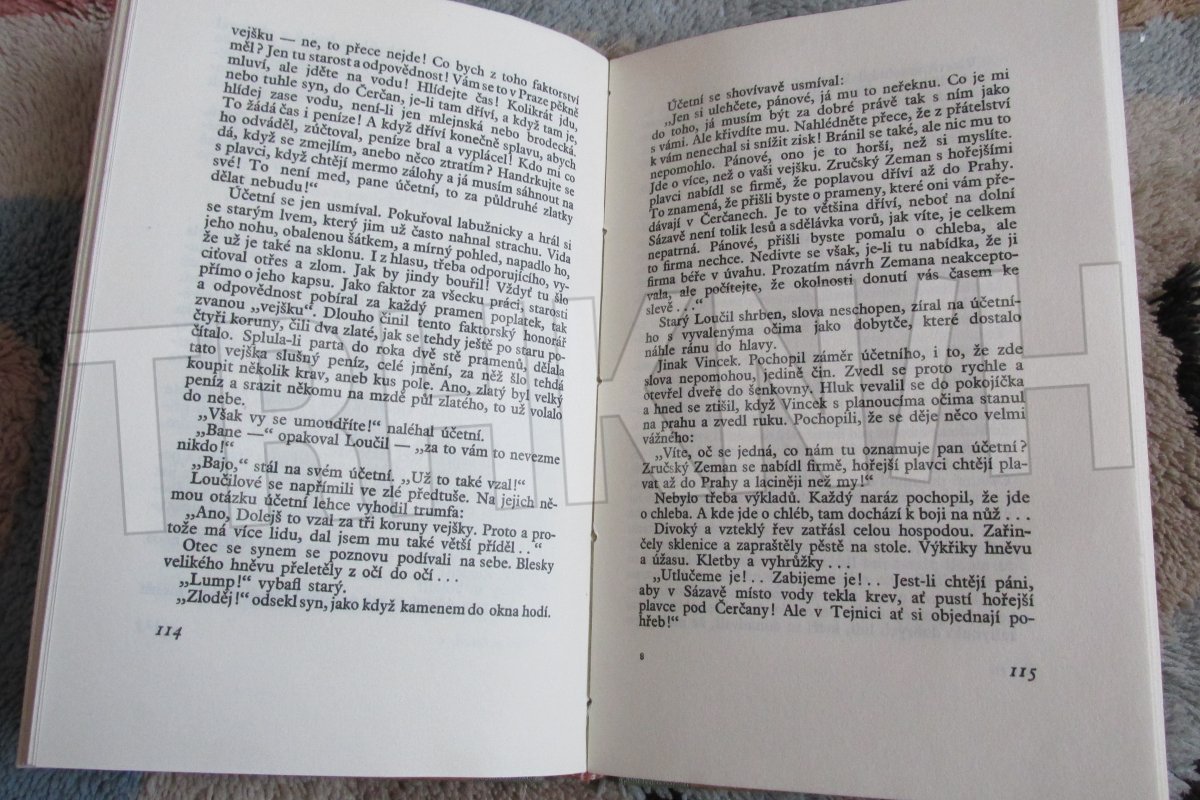 vejšku — ne, to přece nejde! Co bych z toho faktorství
měl? Jen tu starost a odpovědnost! Vám se to v Praze pěkně
mluví, ale jděte na vodu! Hlídejte čas! Kolikrát jdu,
nebo tuhle syn, do Čerčan, je-li tam dříví, a když tam je,
hlídej zase vodu, není-li jen mlejnská nebo brodecká.
To žádá čas i peníze! A když dříví konečně splavu, abych
ho odváděl, zúčtoval, peníze bral a vyplácel! Kdo mi co
dá, když se zmejlím, anebo něco ztratím? Handrkujte se
s plavci, když chtějí mermo zálohy a já musím sáhnout na
své! To není med, pane účetní, to za půldruhé zlatky
dělat nebudu!“
Účetní se jen usmíval. Pokuřoval labužnicky a hrál si
se starým lvem, který jim už často nahnal strachu. Vida
jeho nohu, obalenou šátkem, a mírný pohled, napadlo ho,
že už je také na sklonu. I z hlasu, třeba odporujícího, vy-
ciťoval otřes a zlom. Jak by jindy bouřil! Vždyť tu šlo
přímo o jeho kapsu. Jako faktor za všecku práci, starosti
a odpovědnost pobíral za každý pramen poplatek, tak
zvanou „vejšku“. Dlouho činil tento faktorský honorář
čtyři koruny, čili dva zlaté, jak se tehdy ještě po staru po-
čítalo. Splula-li parta do roka dvě stě pramenů, dělala
tato vejška slušný peníz, celé jmění, za něž šlo tehdá
koupit několik krav, aneb kus pole. Ano, zlatý byl velký
peníz a srazit někomu na mzdě půl zlatého, to už volalo
do nebe.
„Však vy se umoudříte!“ naléhal účetní.
„Bane —“ opakoval Loučil — „za to vám to nevezme
nikdo!“
„Bajo,“ stál na svém účetní. „Už to také vzal!“
Loučilové se napřímili ve zlé předtuše. Na jejich ně-
mou otázku účetní lehce vyhodil trumfa:
„Ano, Dolejš to vzal za tři koruny vejšky. Proto a pro-
tože má více lidu, dal jsem mu také větší příděl . .“
Otec se synem se poznovu podívali na sebe. Blesky
velikého hněvu přeletěly z očí do očí . . .
„Lump!“ vybafl starý.
„Zloděj!“ odsekl syn, jako když kamenem do okna hodí.
114
Účetní se shovívavě usmíval:
„Jen si ulehčete, pánové, já mu to neřeknu. Co je mi
do toho, já musím být za dobré právě tak s ním jako
s vámi. Ale křivdíte mu. Nahlédněte přece, že z přátelství
k vám nenechal si snížit zisk! Bránil se také, ale nic mu to
nepomohlo. Pánové, ono je to horší, než si myslíte.
Jde o více, než o vaši vejšku. Zručský Zeman s hořejšími
plavci nabídl se firmě, že poplavou dříví až do Prahy.
To znamená, že přišli byste o prameny, které oni vám pře-
dávají v Čerčanech. Je to většina dříví, neboť na dolní
Sázavě není tolik lesů a sdělávka vorů, jak víte, je celkem
nepatrná. Pánové, přišli byste pomalu o chleba, ale
to firma nechce. Nedivte se však, je-li tu nabídka, že ji
firma béře v úvahu. Prozatím návrh Zemana neakcepto-
vala, ale počítejte, že okolnosti donutí vás časem ke
slevě . . .“
Starý Loučil shrben, slova neschopen, zíral na účetní-
ho s vyvalenýma očima jako dobytče, které dostalo
náhle ránu do hlavy.
Jinak Vincek. Pochopil záměr účetního, i to, že zde
slova nepomohou, jedině čin. Zvedl se proto rychle a
otevřel dveře do šenkovny. Hluk vevalil se do pokojíčka
a hned se ztišil, když Vincek s planoucíma očima stanul
na prahu a zvedl ruku. Pochopili, že se děje něco velmi
vážného:
„Víte, oč se jedná, co nám tu oznamuje pan účetní?
Zručský Zeman se nabídl firmě, hořejší plavci chtějí pla-
vat až do Prahy a laciněji než my!“
Nebylo třeba výkladů. Každý naráz pochopil, že jde
o chleba. A kde jde o chléb, tam dochází k boji na nůž . . .
Divoký a vzteklý řev zatřásl celou hospodou. Zařin-
čely sklenice a zapraštěly pěstě na stole. Výkřiky hněvu
a úžasu. Kletby a vyhrůžky . . .
„Utlučeme je! . . Zabijeme je! . . Jest-li chtějí páni,
aby v Sázavě místo vody tekla krev, ať pustí hořejší
plavce pod Čerčany! Ale v Tejnici ať si objednají po-
hřeb!“
8
115